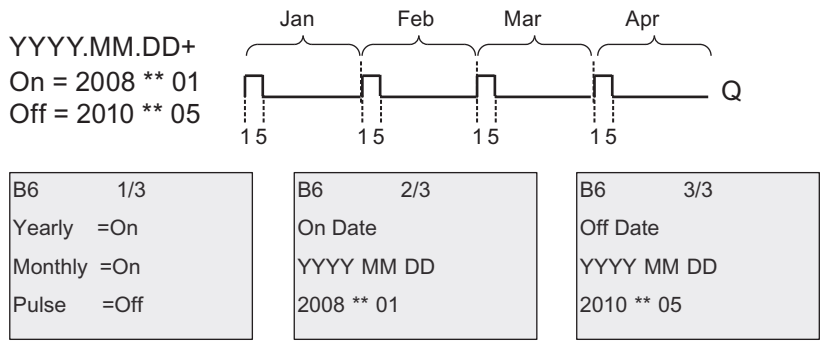 Jan Feb Mar Apr
YYYY.MM.DD+
On = 2008 ** 01
Off = 2010 ** 05
Q
1 5 1 5 1 5 1 5
B6 1/3
Yearly =On
Monthly =On
Pulse =Off
B6 2/3
On Date
YYYY MM DD
2008 ** 01
B6 3/3
Off Date
YYYY MM DD
2010 ** 05